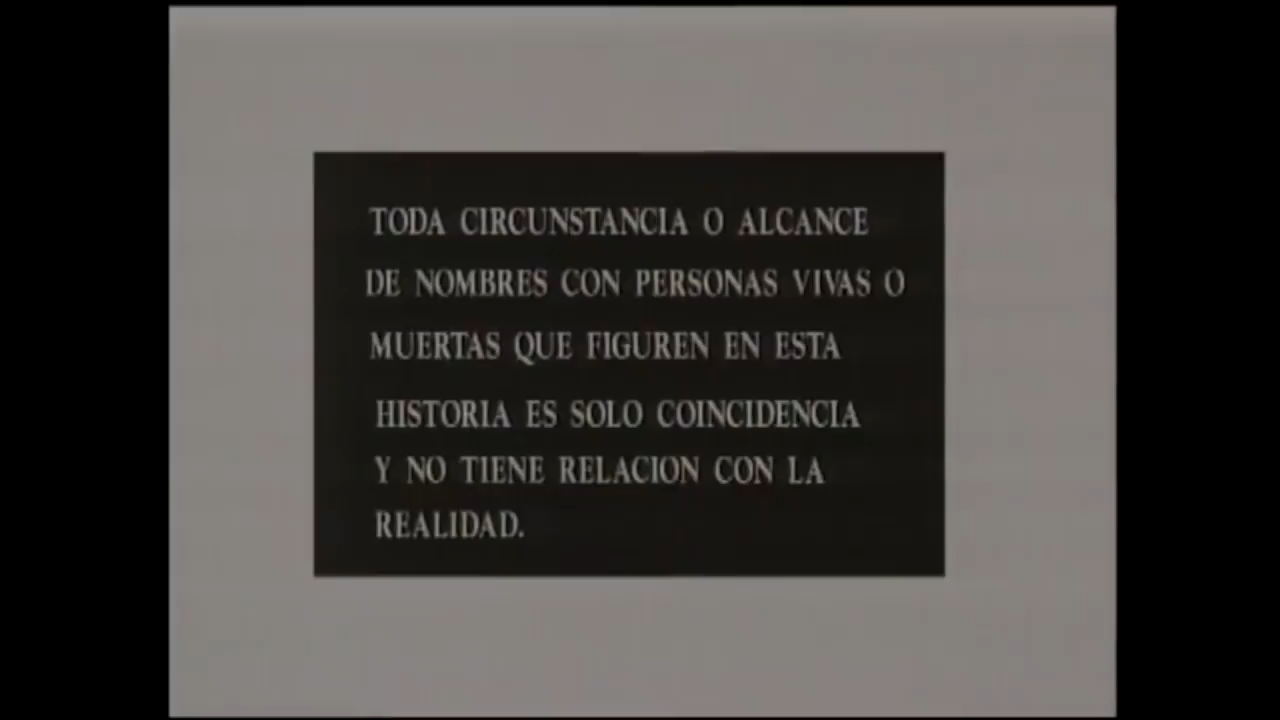 TODA CIRCUNSTANCIA O ALCANCE
DE NOMBRES CON PERSONAS VIVAS O
MUERTAS QUE FIGUREN EN ESTA
HISTORIA ES SOLO COINCIDENCIA
Y NO TIENE RELACION CON LA
REALIDAD.